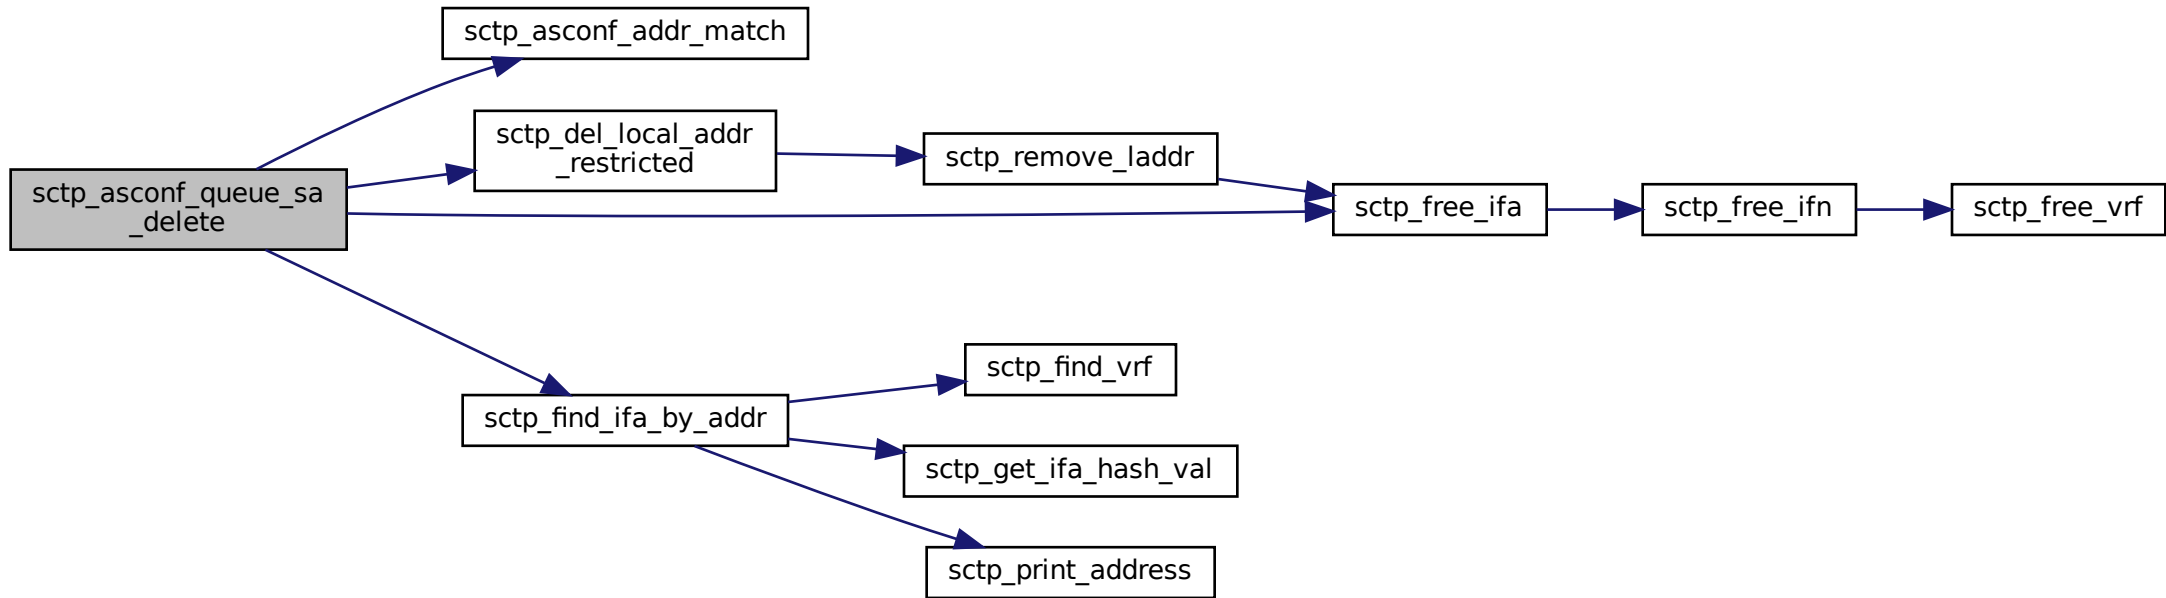 sctp_asconf_addr_match
sctp_del_local_addr
_restricted
sctp_remove_laddr
sctp_asconf_queue_sa
_delete
sctp_free_ifa
sctp_free_ifn
sctp_free_vrf
sctp_find_vrf
sctp_find_ifa_by_addr
sctp_get_ifa_hash_val
sctp_print_address